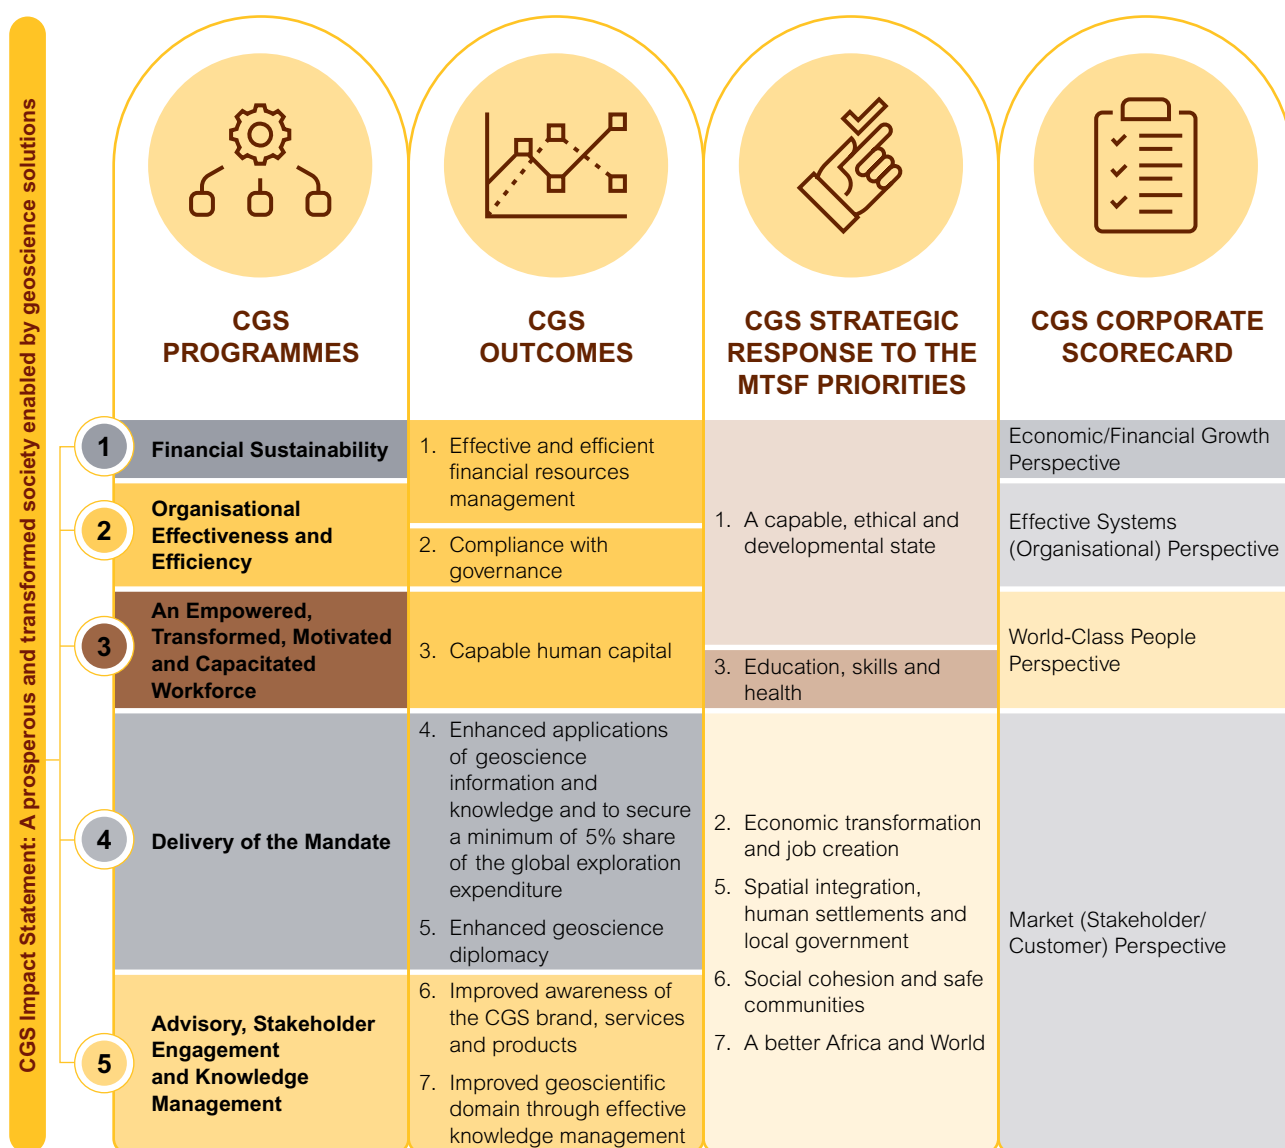 CGS Impact Statement: A prosperous and transformed society enabled by geoscience solutions
CGS
PROGRAMMES
1
Financial Sustainability
2
Organisational
Effectiveness and
Efficiency
3
An Empowered,
Transformed, Motivated
and Capacitated
Workforce
4
Delivery of the Mandate
5
Advisory, Stakeholder
Engagement
and Knowledge
Management
CGS
OUTCOMES
1. Effective and efficient
financial resources
management
2. Compliance with
governance
3. Capable human capital
4. Enhanced applications
of geoscience
information and
knowledge and to secure
a minimum of 5% share
of the global exploration
expenditure
5. Enhanced geoscience
diplomacy
6. Improved awareness of
the CGS brand, services
and products
7. Improved geoscientific
domain through effective
knowledge management
CGS STRATEGIC
RESPONSE TO THE
MTSF PRIORITIES
1. A capable, ethical and
developmental state
3. Education, skills and
health
2. Economic transformation
and job creation
5. Spatial integration,
human settlements and
local government
6. Social cohesion and safe
communities
7. A better Africa and World
CGS CORPORATE
SCORECARD
Economic/Financial Growth
Perspective
Effective Systems
(Organisational) Perspective
World-Class People
Perspective
Market (Stakeholder/
Customer) Perspective